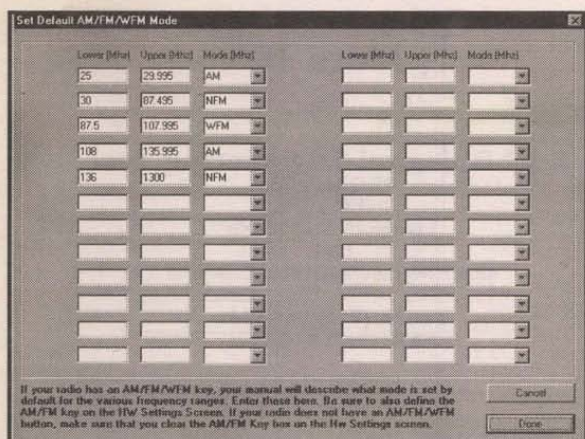 Set Default AM/FM/WFM Mode
Lower (Mhz) Upper (Mhz) Mode (Mhz) Lower (Mhz) Upper (Mhz) Mode (Mhz)
25 29.995 AM
30 87.495 NFM
87.5 107.995 WFM
108 135.995 AM
136 1300 NFM
If your radio has an AM/FM/WFM key, your manual will describe what mode is set by
default for the various frequency ranges. Enter those here. Be sure to also define the
AM/FM key on the HW Settings Screen. If your radio does not have an AM/FM/WFM
button, make sure that you clear the AM/FM Key box on the Hw Settings screen.
Cancel
Done